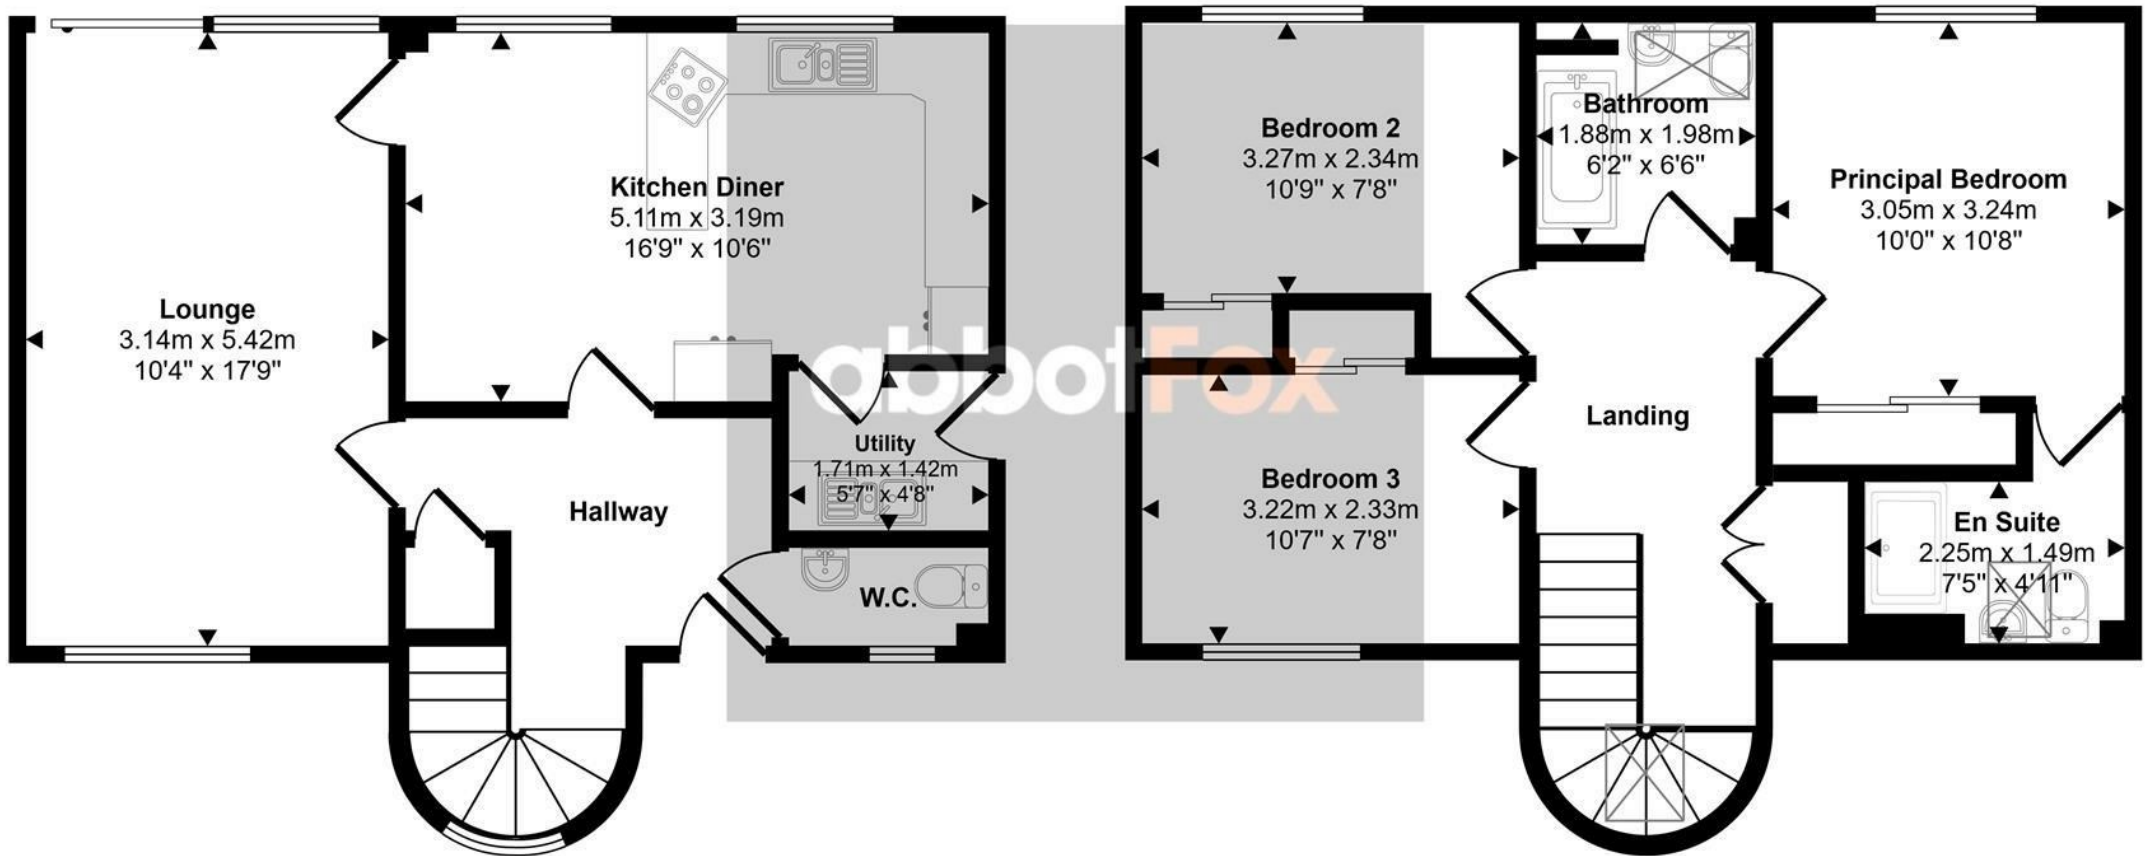 Lounge
3.14m x 5.42m
10'4" x 17'9"
Kitchen Diner
5.11m x 3.19m
16'9" x 10'6"
Utility
1.71m x 1.42m
5'7" x 4'8"
Hallway
W.C.
abbotFox
Bedroom 2
3.27m x 2.34m
10'9" x 7'8"
Bathroom
1.88m x 1.98m
6'2" x 6'6"
Principal Bedroom
3.05m x 3.24m
10'0" x 10'8"
Landing
Bedroom 3
3.22m x 2.33m
10'7" x 7'8"
En Suite
2.25m x 1.49m
7'5" x 4'11"